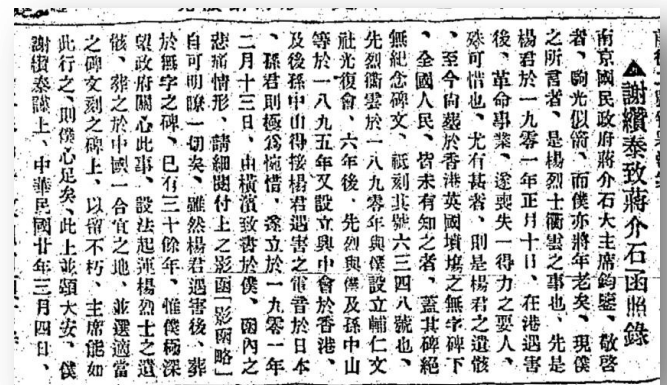 ▲謝纘泰致蔣介石函照錄
南京國民政府蔣介石大主席鈞鑒、敬啓
者、駒光似箭、而僕亦將年老矣、現僕
之所言者、是楊烈士衢雲之事也、先是
楊君於一九零一年正月十日、在港遇害
後、革命事業、遂喪失一得力之要人、
殊可惜也、尤有甚者、則是楊君之遺骸
、至今尚葬於香港英國墳塲之無字碑下
、全國人民、皆未有知之者、蓋其碑絕
無紀念碑文、祗刻其號六三四八號也、
先烈衢雲於一八九零年與僕設立輔仁文
社光復會、六年後、先烈與僕及孫中山
等於一八九五年又設立興中會於香港、
及後孫中山得接楊君遇害之電音於日本
、孫君則極爲惋惜、遂立於一九零一年
二月十三日、由橫濱致書於僕、函內之
悲痛情形、請細閱付上之影函「影函略」
自可明瞭一切矣、雖然楊君遇害後、葬
於無字之碑、已有三十餘年、惟僕極深
望政府關心此事、設法起運楊烈士之遺
骸、葬之於中國一合宜之地、並選適當
之碑文刻之碑上、以留不朽、主席能如
此行之、則僕心足矣、此上並頌大安、僕
謝纘泰謹上、中華民國廿年三月四日、